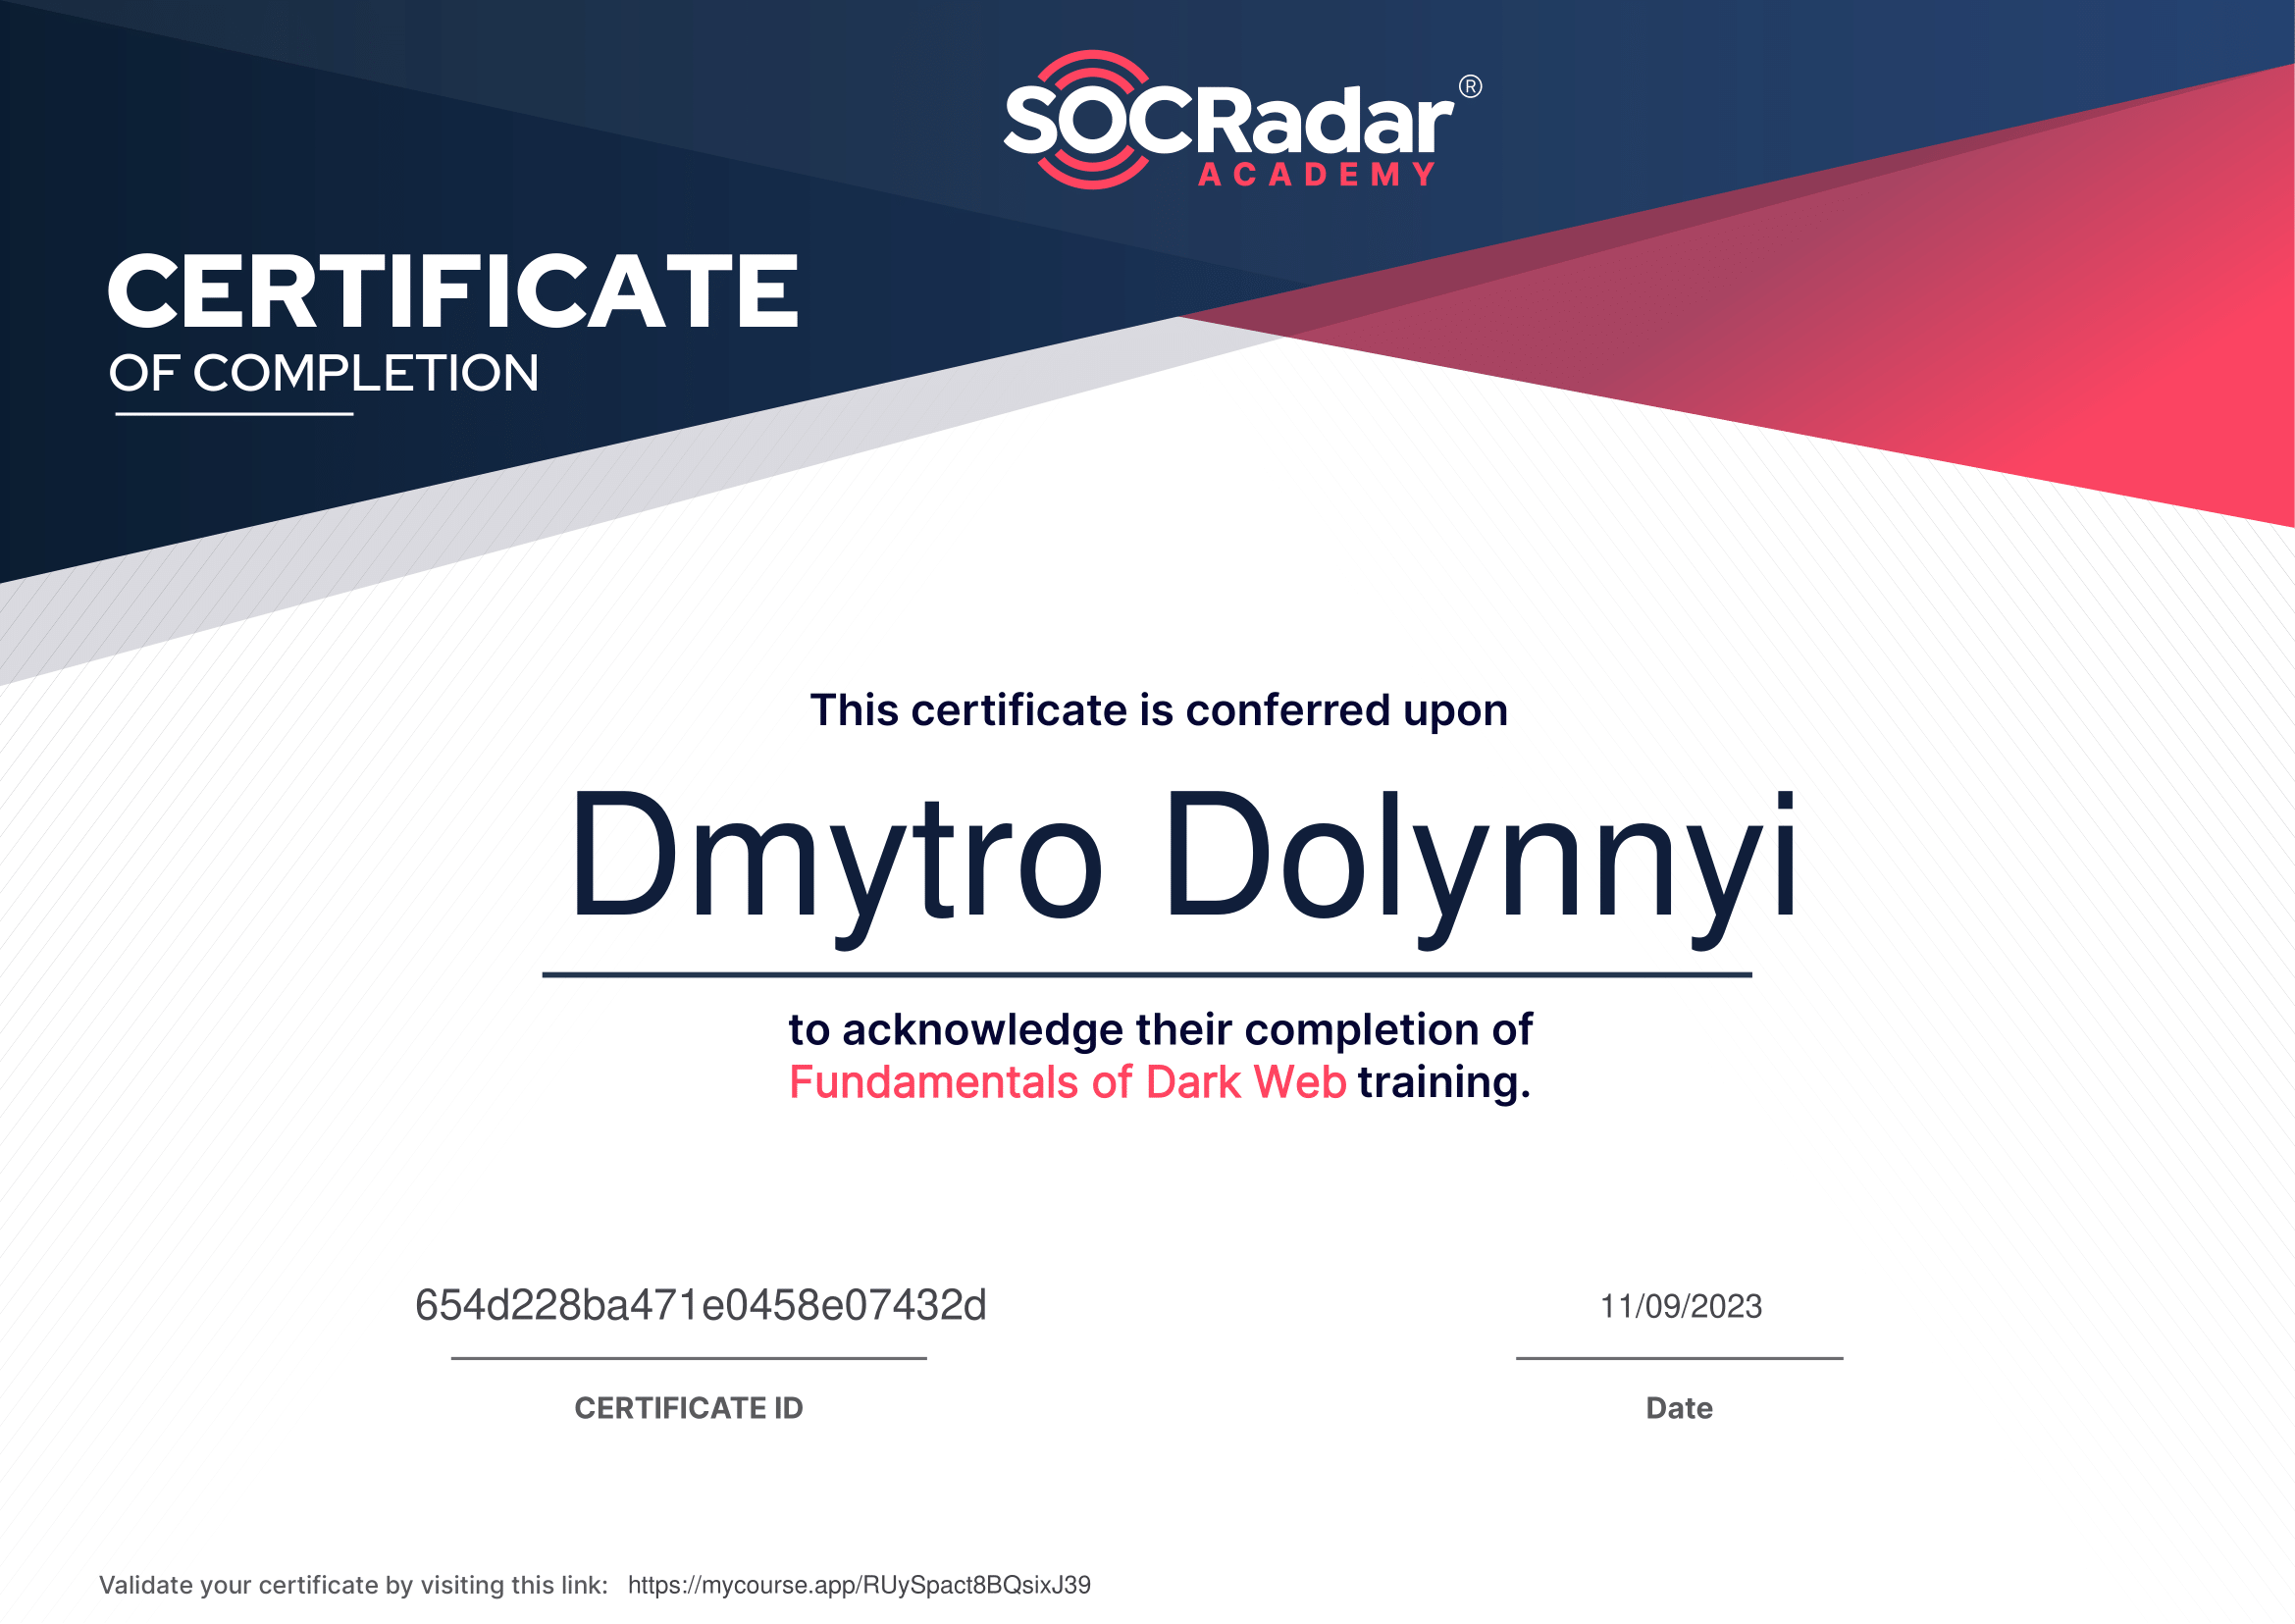 SOCRadar®
ACADEMY
CERTIFICATE
OF COMPLETION
This certificate is conferred upon
Dmytro Dolynnyi
to acknowledge their completion of
Fundamentals of Dark Web training.
654d228ba471e0458e07432d
CERTIFICATE ID
11/09/2023
Date
Validate your certificate by visiting this link: https://mycourse.app/RUySpact8BQsixJ39